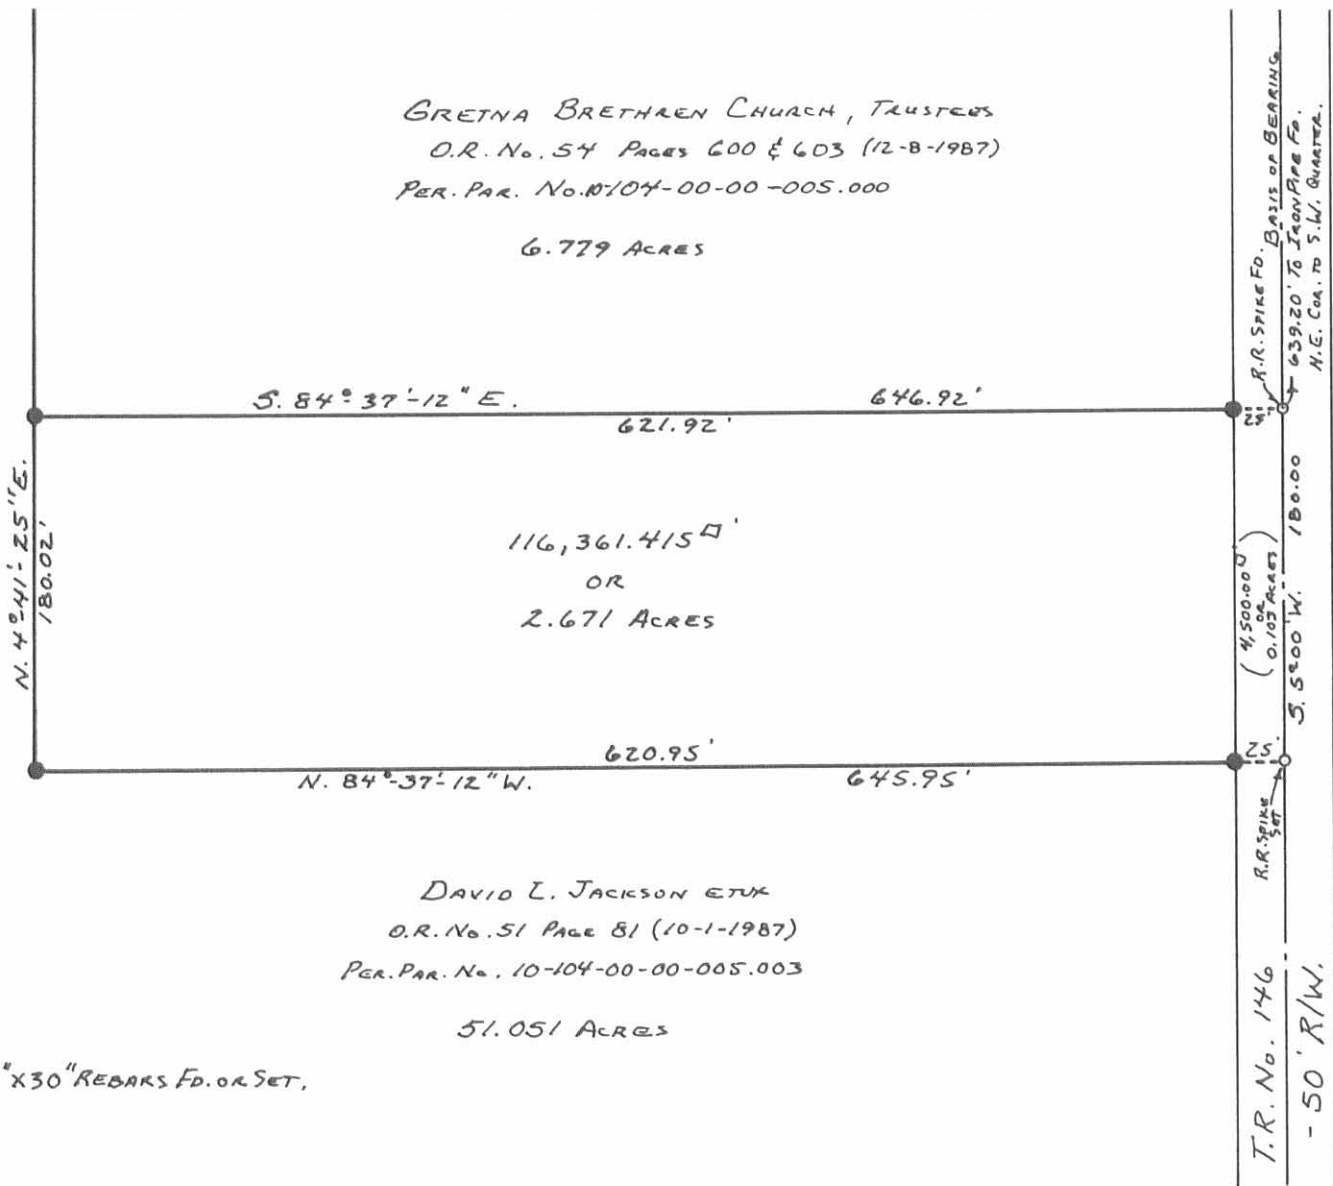 GRETNA BRETHREN CHURCH, TRUSTEES
O.R. No. 54 PAGES 600 & 603 (12-8-1987)
PER. PAR. No. 10-104-00-00-005.000
6.779 ACRES
R.R. SPIKE FD.
BASIS OF BEARING
639.20' TO IRON PIPE FD.
N.E. COR. TO S.W. QUARTER.
S. 84°-37'-12" E.
646.92'
621.92'
25'
N. 4°-41'-25" E.
180.02'
116,361.415□'
OR
2.671 ACRES
(4,500.00□'
OR
0.103 ACRES)
S. 5°00' W. 180.00
620.95'
25'
N. 84°-37'-12" W.
645.95'
R.R. SPIKE
SET
DAVID L. JACKSON ETUX
O.R. No. 51 PAGE 81 (10-1-1987)
PER. PAR. No. 10-104-00-00-005.003
51.051 ACRES
"X30" REBARS FD. OR SET.
T.R. No. 146
- 50' R/W.